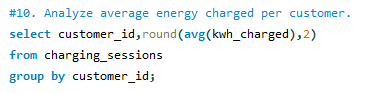 #10. Analyze average energy charged per customer.
select customer_id,round(avg(kwh_charged),2)
from charging_sessions
group by customer_id;